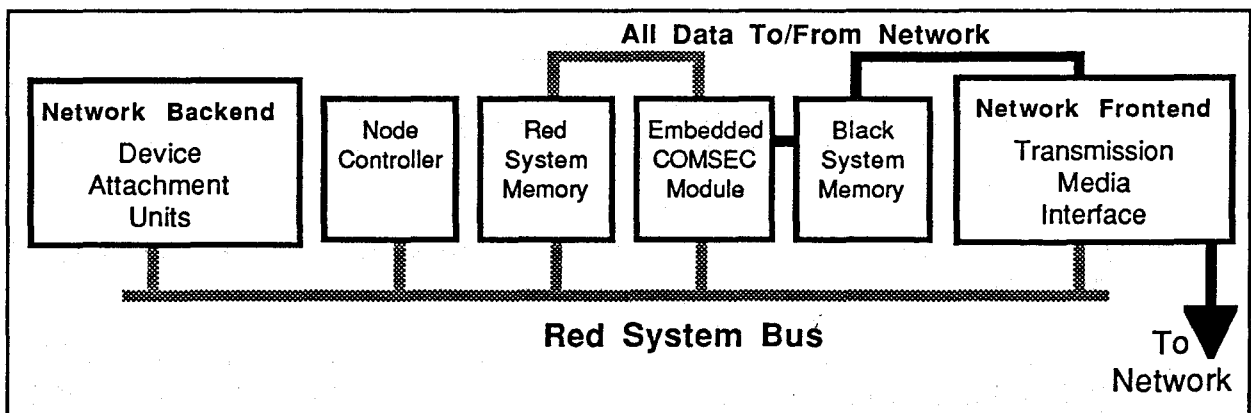 All Data To/From Network
Network Backend
Device
Attachment
Units
Node
Controller
Red
System
Memory
Embedded
COMSEC
Module
Black
System
Memory
Network Frontend
Transmission
Media
Interface
Red System Bus
To
Network